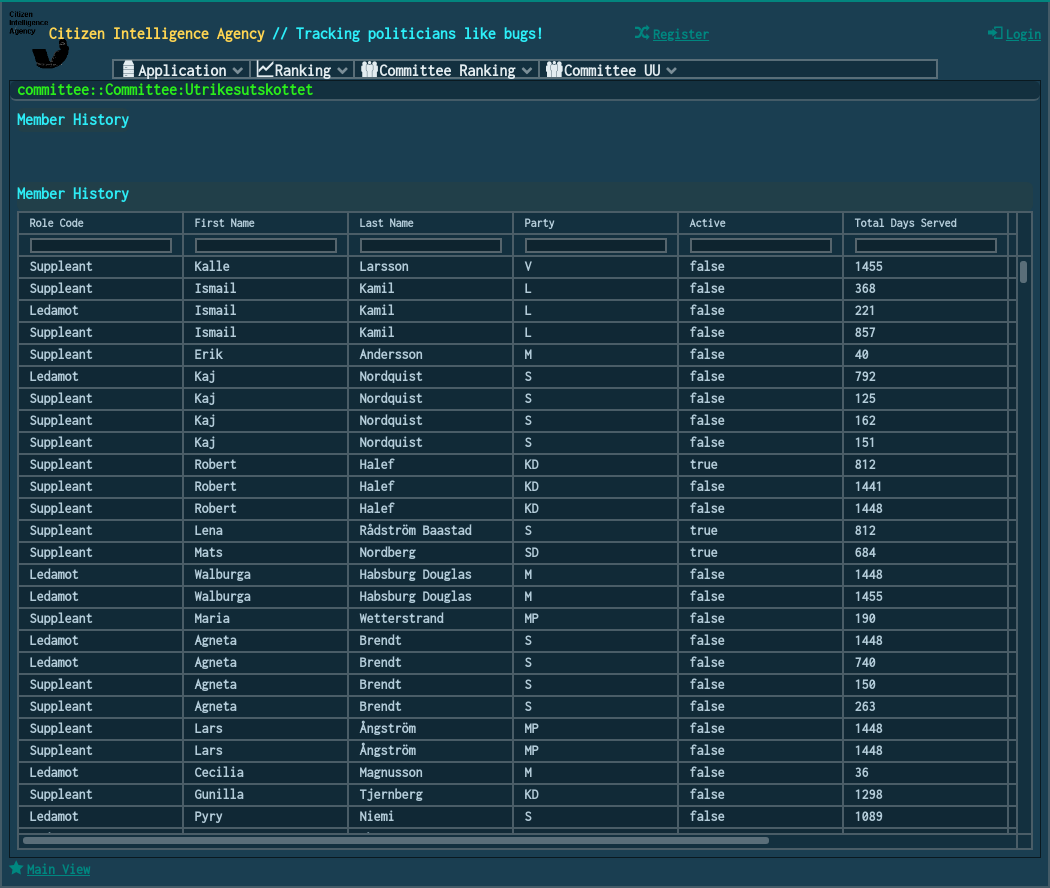 Citizen
Intelligence
Agency
Citizen Intelligence Agency // Tracking politicians like bugs!
Register
Login
Application Ranking Committee Ranking Committee UU
committee::Committee:Utrikesutskottet
Member History
Member History
Role Code First Name Last Name Party Active Total Days Served
Suppleant Kalle Larsson V false 1455
Suppleant Ismail Kamil L false 368
Ledamot Ismail Kamil L false 221
Suppleant Ismail Kamil L false 857
Suppleant Erik Andersson M false 40
Ledamot Kaj Nordquist S false 792
Suppleant Kaj Nordquist S false 125
Suppleant Kaj Nordquist S false 162
Suppleant Kaj Nordquist S false 151
Suppleant Robert Halef KD true 812
Suppleant Robert Halef KD false 1441
Suppleant Robert Halef KD false 1448
Suppleant Lena Rådström Baastad S true 812
Suppleant Mats Nordberg SD true 684
Ledamot Walburga Habsburg Douglas M false 1448
Ledamot Walburga Habsburg Douglas M false 1455
Suppleant Maria Wetterstrand MP false 190
Ledamot Agneta Brendt S false 1448
Ledamot Agneta Brendt S false 740
Suppleant Agneta Brendt S false 150
Suppleant Agneta Brendt S false 263
Suppleant Lars Ångström MP false 1448
Suppleant Lars Ångström MP false 1448
Ledamot Cecilia Magnusson M false 36
Suppleant Gunilla Tjernberg KD false 1298
Ledamot Pyry Niemi S false 1089
Main View